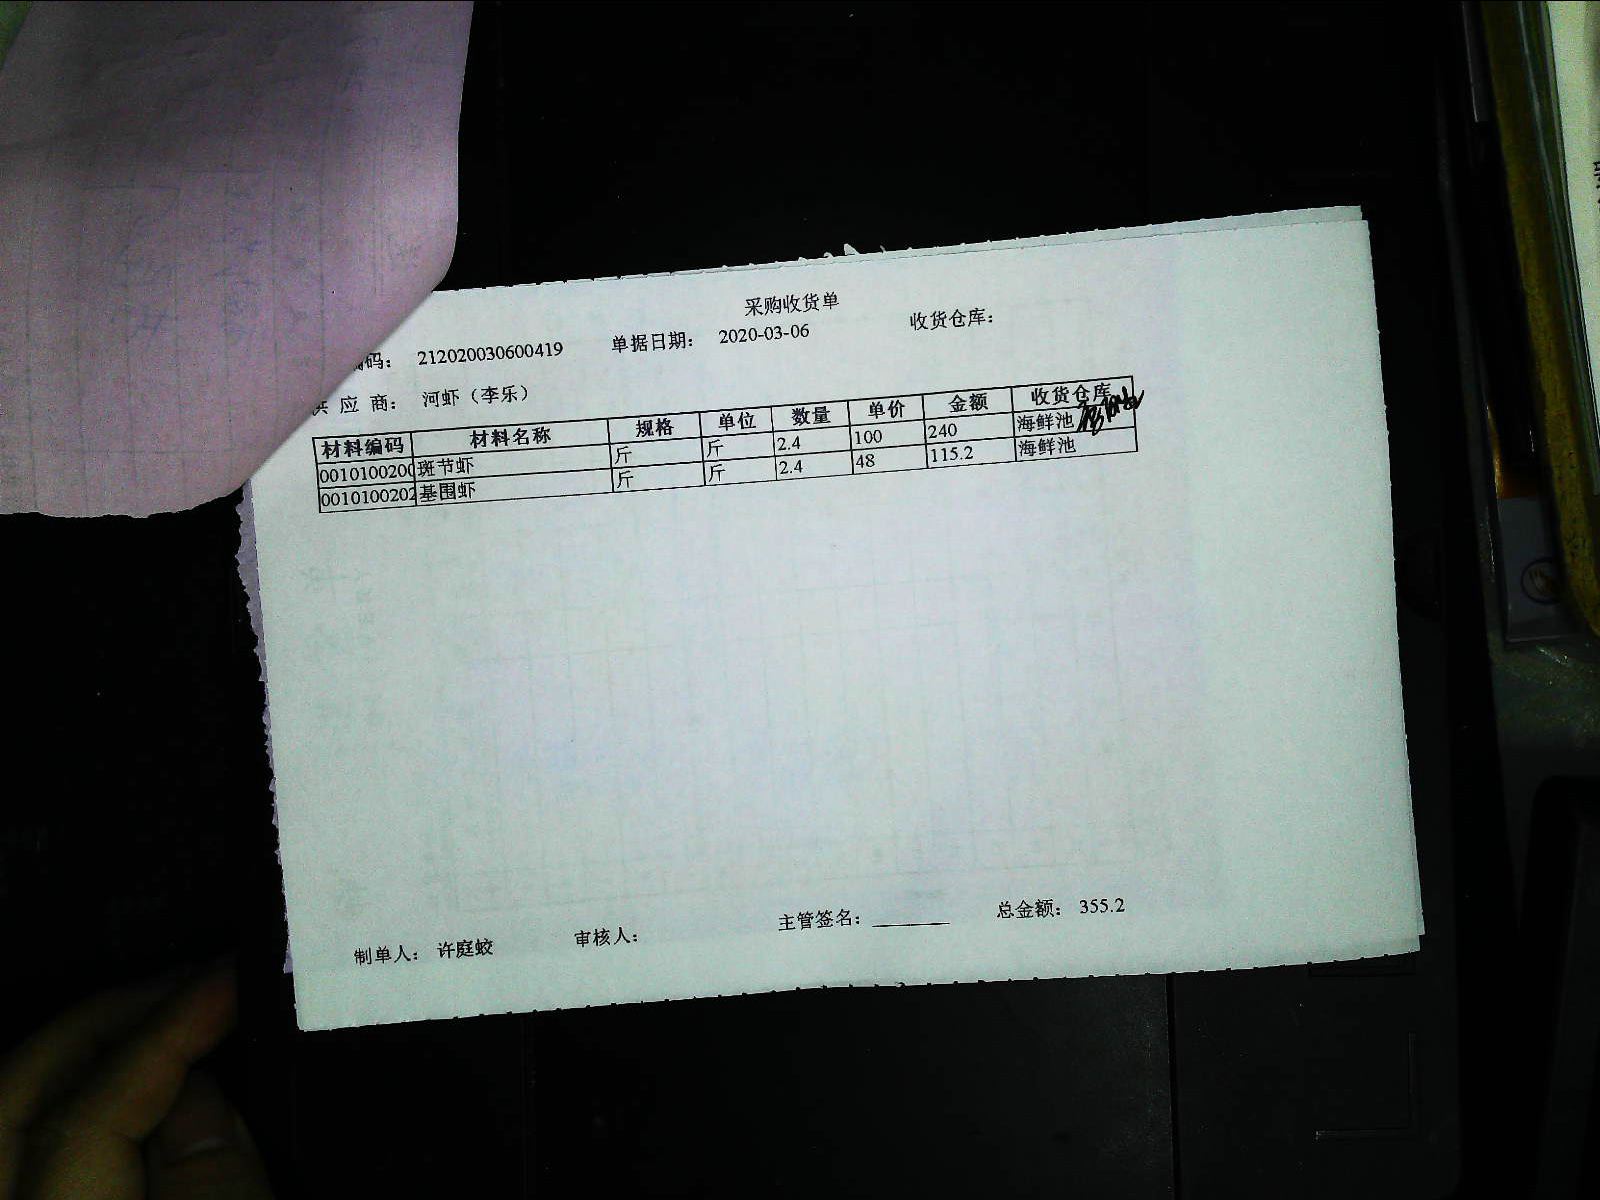 采购收货单
编码： 212020030600419 单据日期： 2020-03-06 收货仓库：
供 应 商： 河虾（李乐）
材料编码 材料名称 规格 单位 数量 单价 金额 收货仓库
0010100200 斑节虾 斤 斤 2.4 100 240 海鲜池
0010100202 基围虾 斤 斤 2.4 48 115.2 海鲜池
制单人： 许庭蛟 审核人： 主管签名： 总金额： 355.2